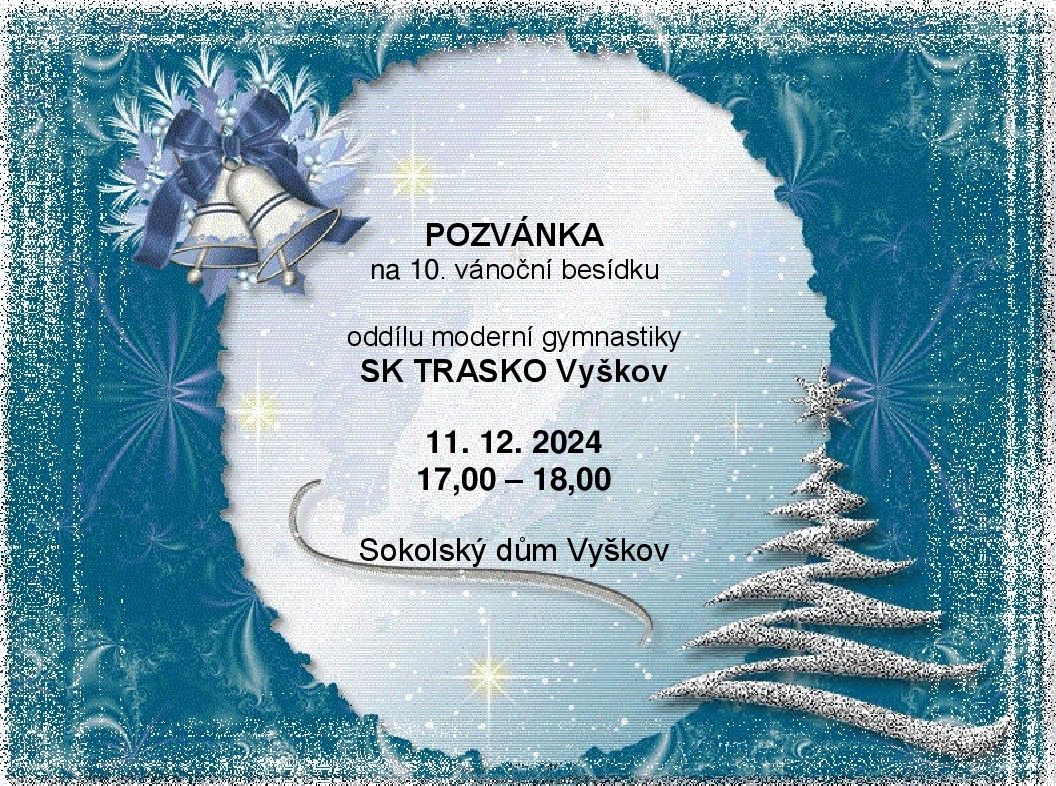 POZVÁNKA
na 10. vánoční besídku
oddílu moderní gymnastiky
SK TRASKO Vyškov
11. 12. 2024
17,00 – 18,00
Sokolský dům Vyškov